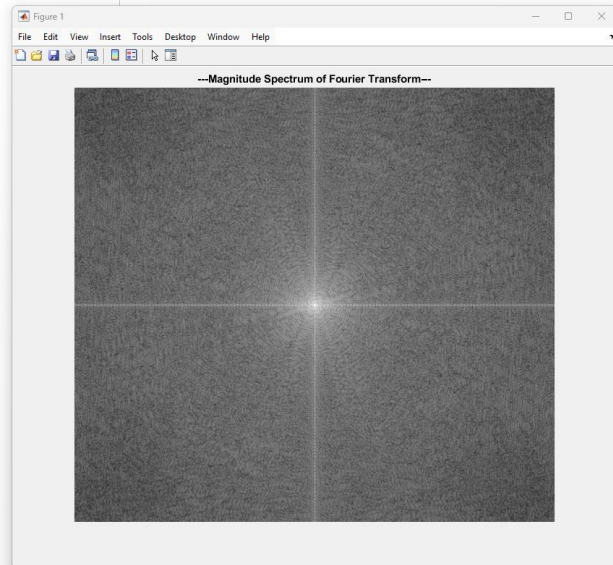 Figure 1
File Edit View Insert Tools Desktop Window Help
---Magnitude Spectrum of Fourier Transform---